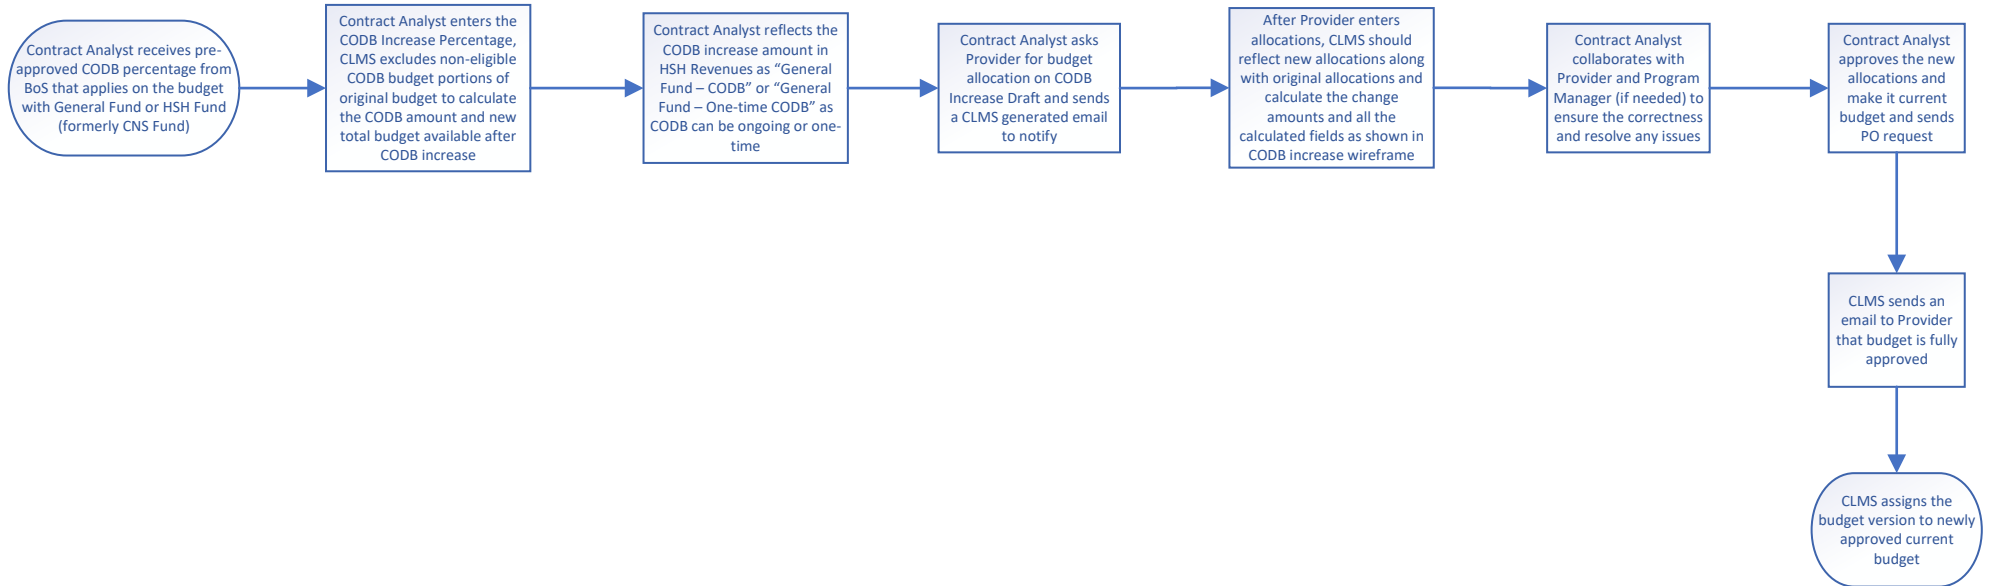 Contract Analyst receives pre-
approved CODB percentage from
BoS that applies on the budget
with General Fund or HSH Fund
(formerly CNS Fund)
Contract Analyst enters the
CODB Increase Percentage,
CLMS excludes non-eligible
CODB budget portions of
original budget to calculate
the CODB amount and new
total budget available after
CODB increase
Contract Analyst reflects the
CODB increase amount in
HSH Revenues as “General
Fund – CODB” or “General
Fund – One-time CODB” as
CODB can be ongoing or one-
time
Contract Analyst asks
Provider for budget
allocation on CODB
Increase Draft and sends
a CLMS generated email
to notify
After Provider enters
allocations, CLMS should
reflect new allocations along
with original allocations and
calculate the change
amounts and all the
calculated fields as shown in
CODB increase wireframe
Contract Analyst
collaborates with
Provider and Program
Manager (if needed) to
ensure the correctness
and resolve any issues
Contract Analyst
approves the new
allocations and
make it current
budget and sends
PO request
CLMS sends an
email to Provider
that budget is fully
approved
CLMS assigns the
budget version to newly
approved current
budget